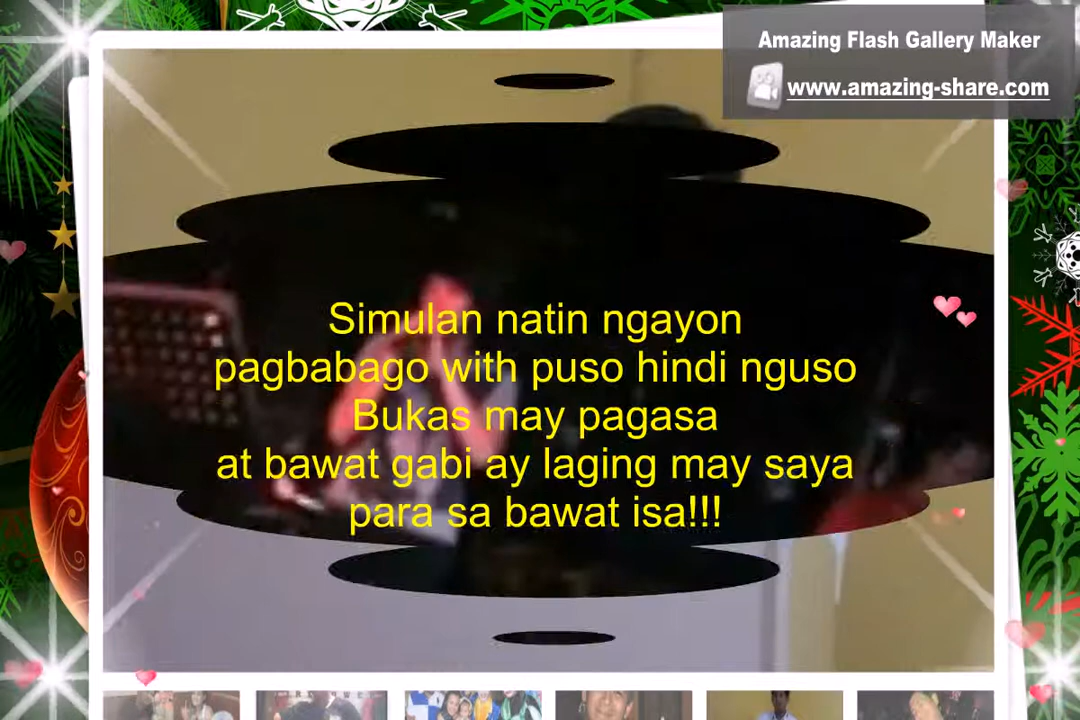 Amazing Flash Gallery Maker
www.amazing-share.com
Simulan natin ngayon
pagbabago with puso hindi nguso
Bukas may pagasa
at bawat gabi ay laging may saya
para sa bawat isa!!!